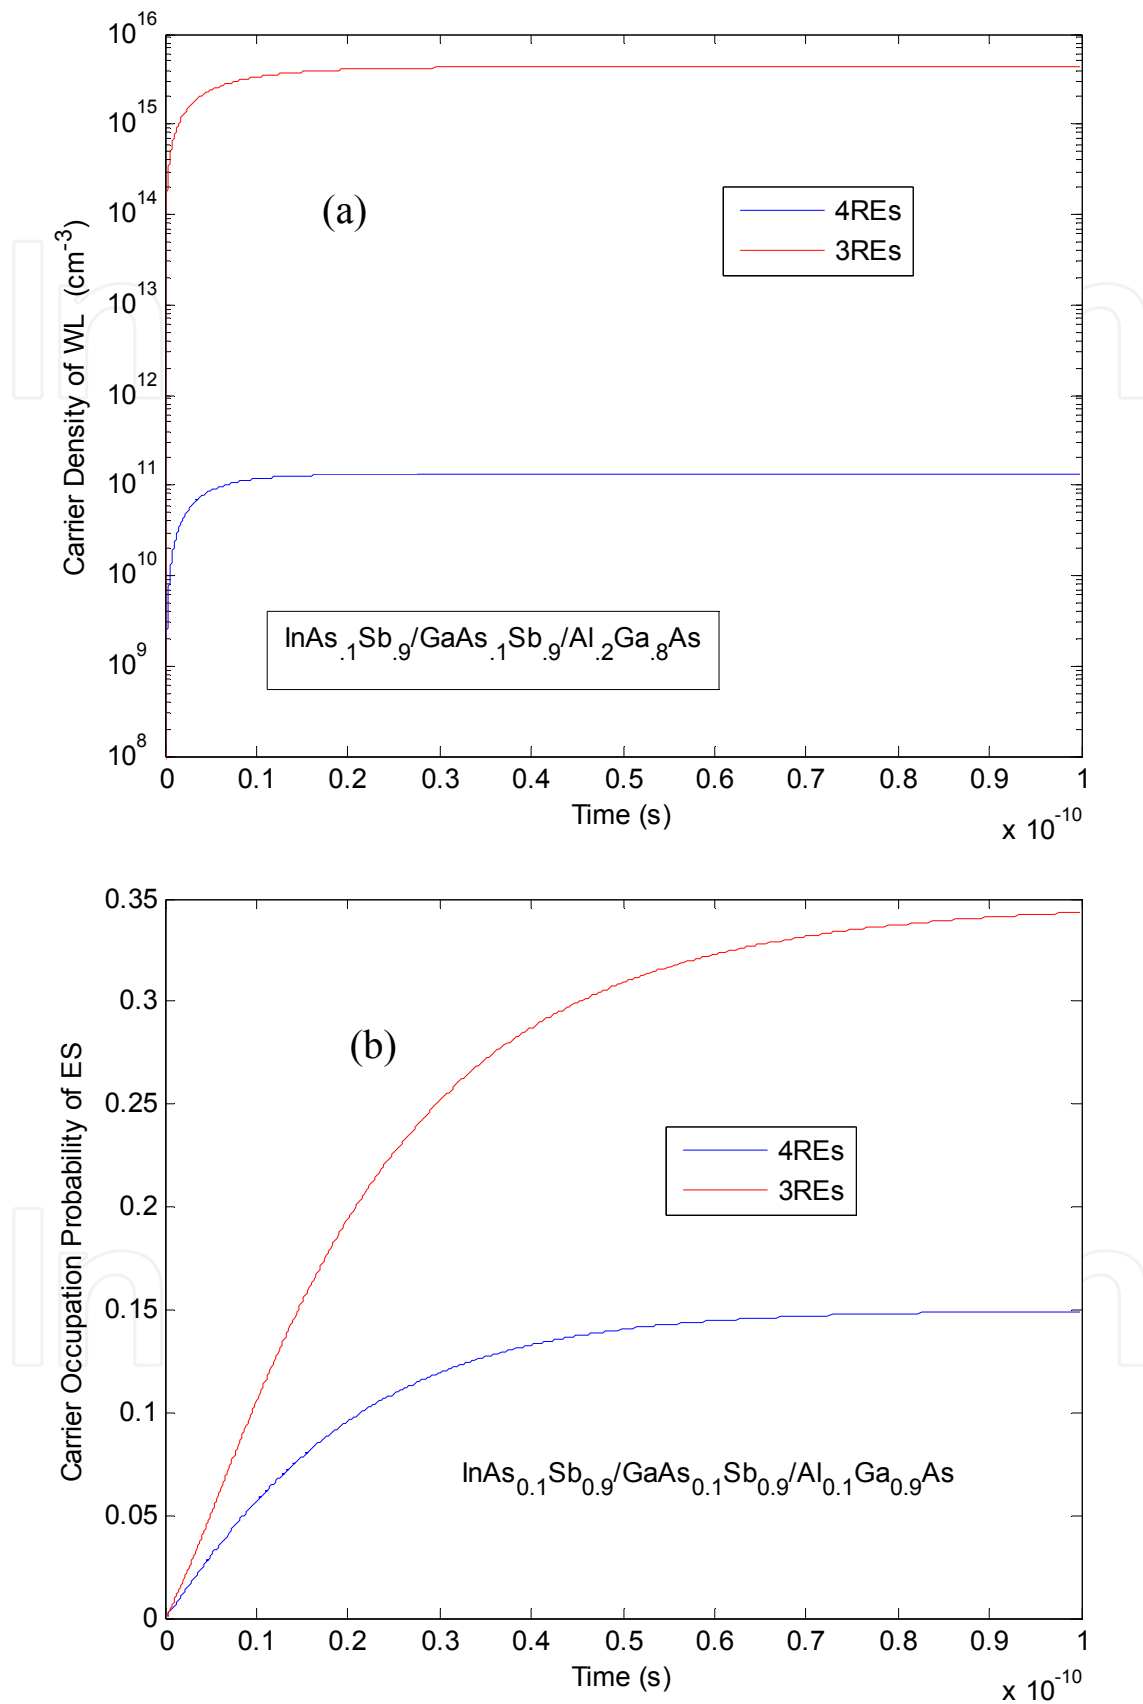 10^16
10^15
10^14
10^13
10^12
10^11
10^10
10^9
10^8
Carrier Density of WL (cm^-3)
(a)
4REs
3REs
InAs.1Sb.9/GaAs.1Sb.9/Al.2Ga.8As
0 0.1 0.2 0.3 0.4 0.5 0.6 0.7 0.8 0.9 1
Time (s)
x 10^-10
0.35
0.3
0.25
0.2
0.15
0.1
0.05
0
Carrier Occupation Probability of ES
(b)
4REs
3REs
InAs0.1Sb0.9/GaAs0.1Sb0.9/Al0.1Ga0.9As
0 0.1 0.2 0.3 0.4 0.5 0.6 0.7 0.8 0.9 1
Time (s)
x 10^-10